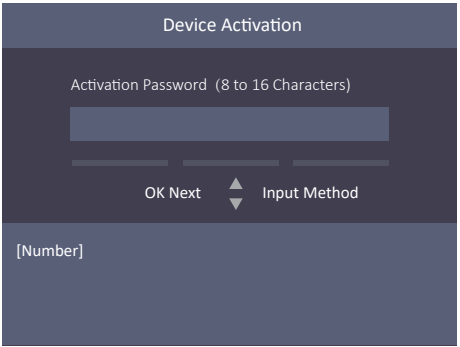 Device Activation
Activation Password (8 to 16 Characters)
OK Next Input Method
[Number]